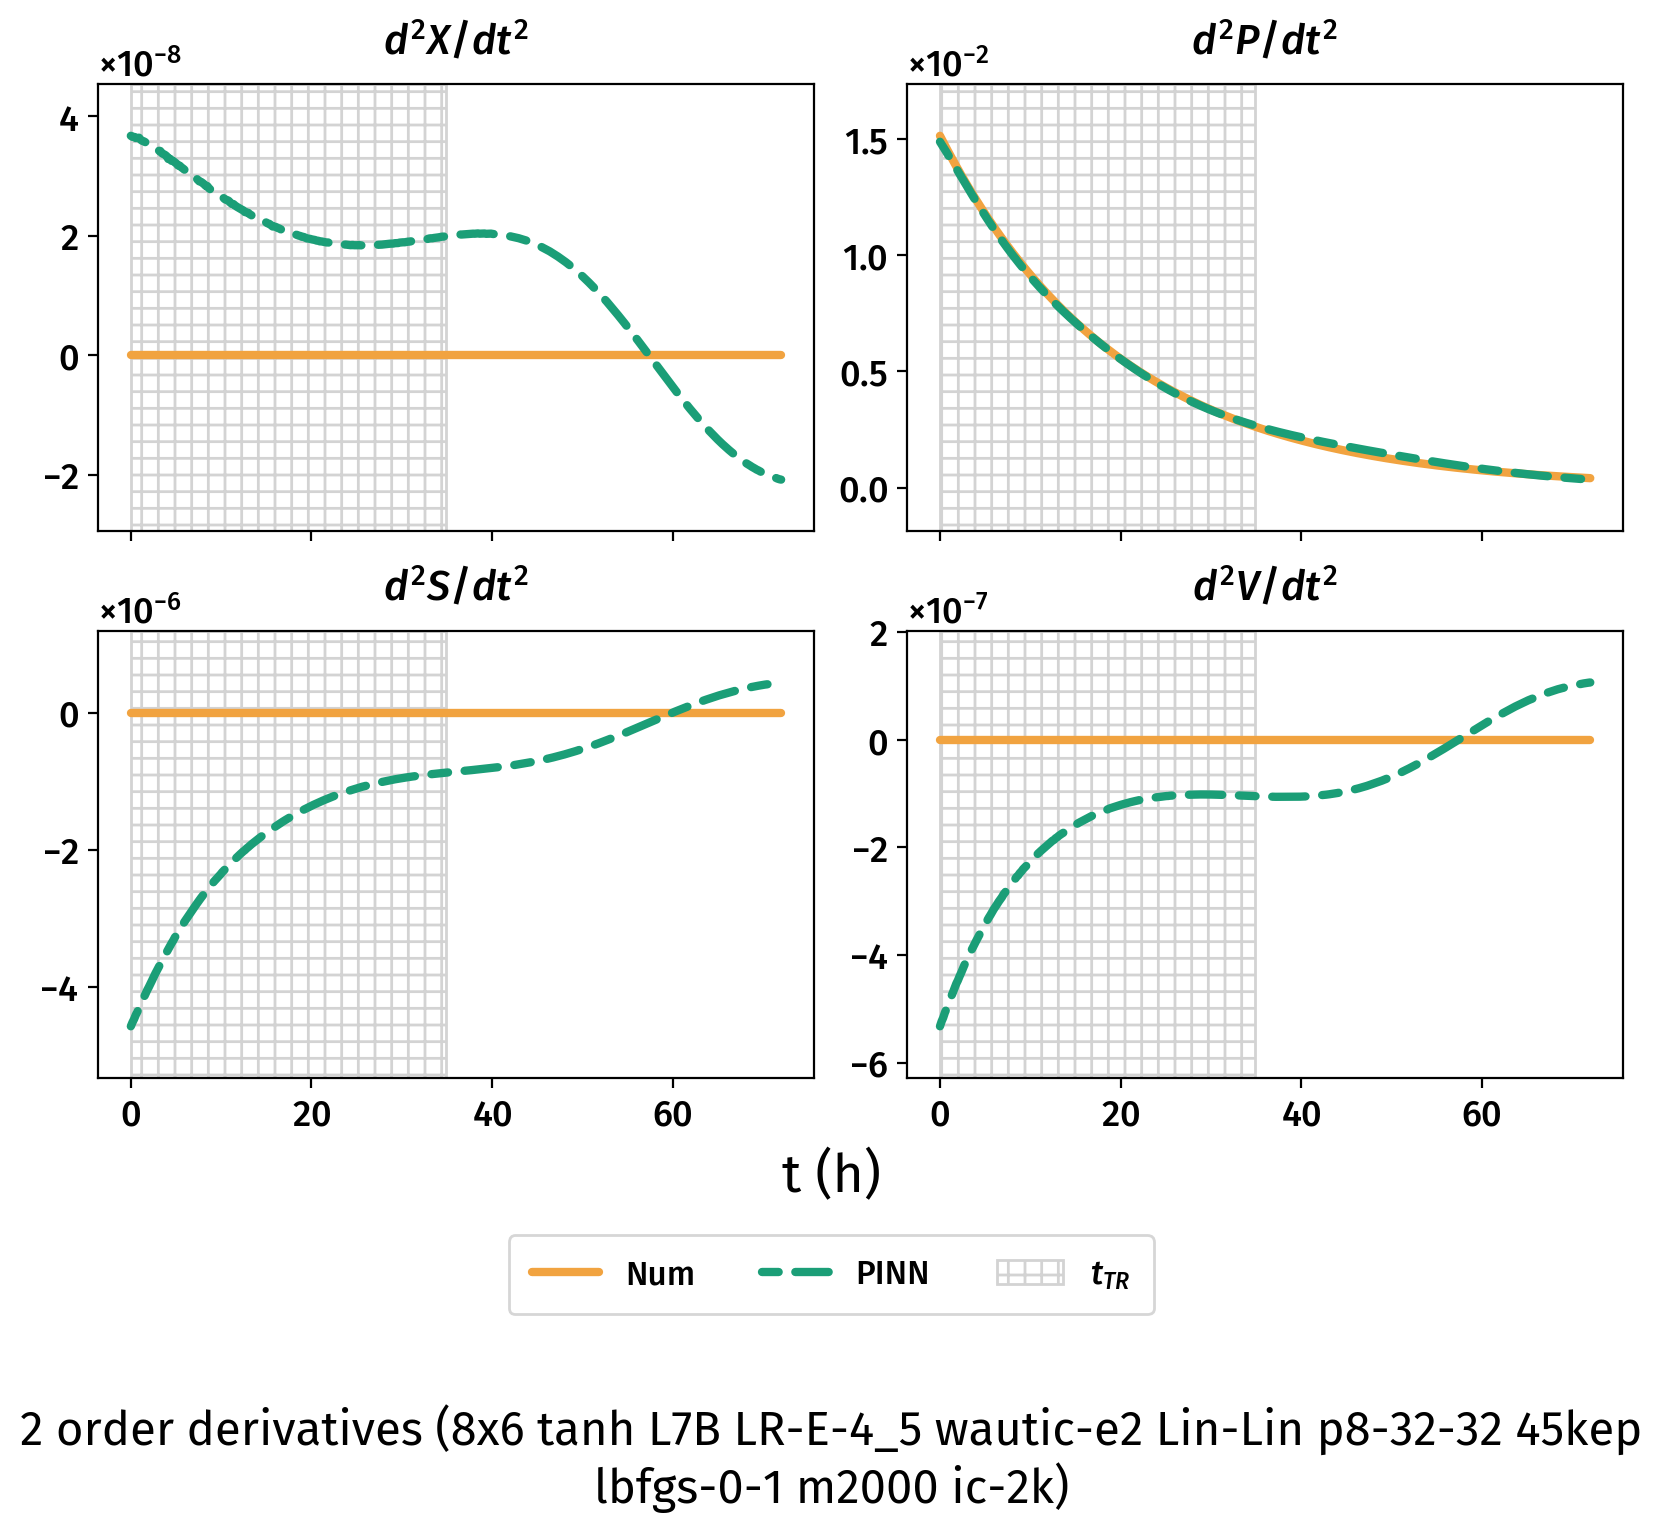 d²X/dt²
×10⁻⁸
4
2
0
−2
d²P/dt²
×10⁻²
1.5
1.0
0.5
0.0
d²S/dt²
×10⁻⁶
0
−2
−4
0 20 40 60
d²V/dt²
×10⁻⁷
2
0
−2
−4
−6
0 20 40 60
t (h)
Num PINN t_TR
2 order derivatives (8x6 tanh L7B LR-E-4_5 wautic-e2 Lin-Lin p8-32-32 45kep
lbfgs-0-1 m2000 ic-2k)